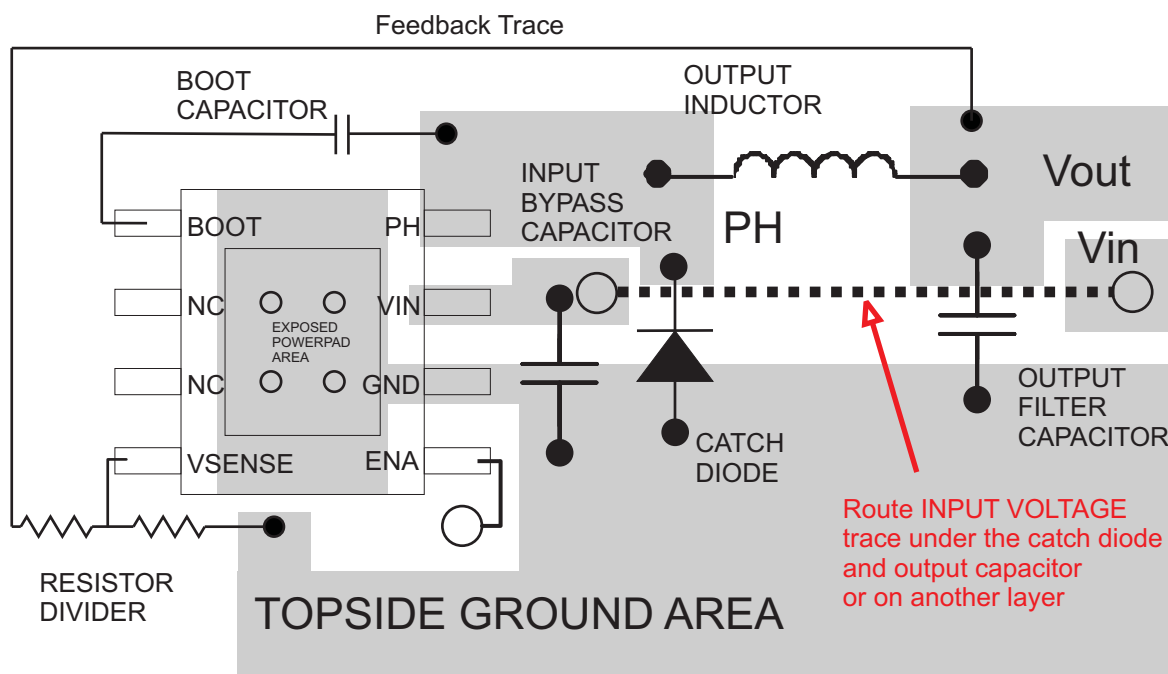 Feedback Trace
BOOT
CAPACITOR
OUTPUT
INDUCTOR
INPUT
BYPASS
CAPACITOR
PH
Vout
Vin
BOOT
PH
NC
VIN
EXPOSED
POWERPAD
AREA
NC
GND
VSENSE
ENA
CATCH
DIODE
OUTPUT
FILTER
CAPACITOR
Route INPUT VOLTAGE
trace under the catch diode
and output capacitor
or on another layer
RESISTOR
DIVIDER
TOPSIDE GROUND AREA